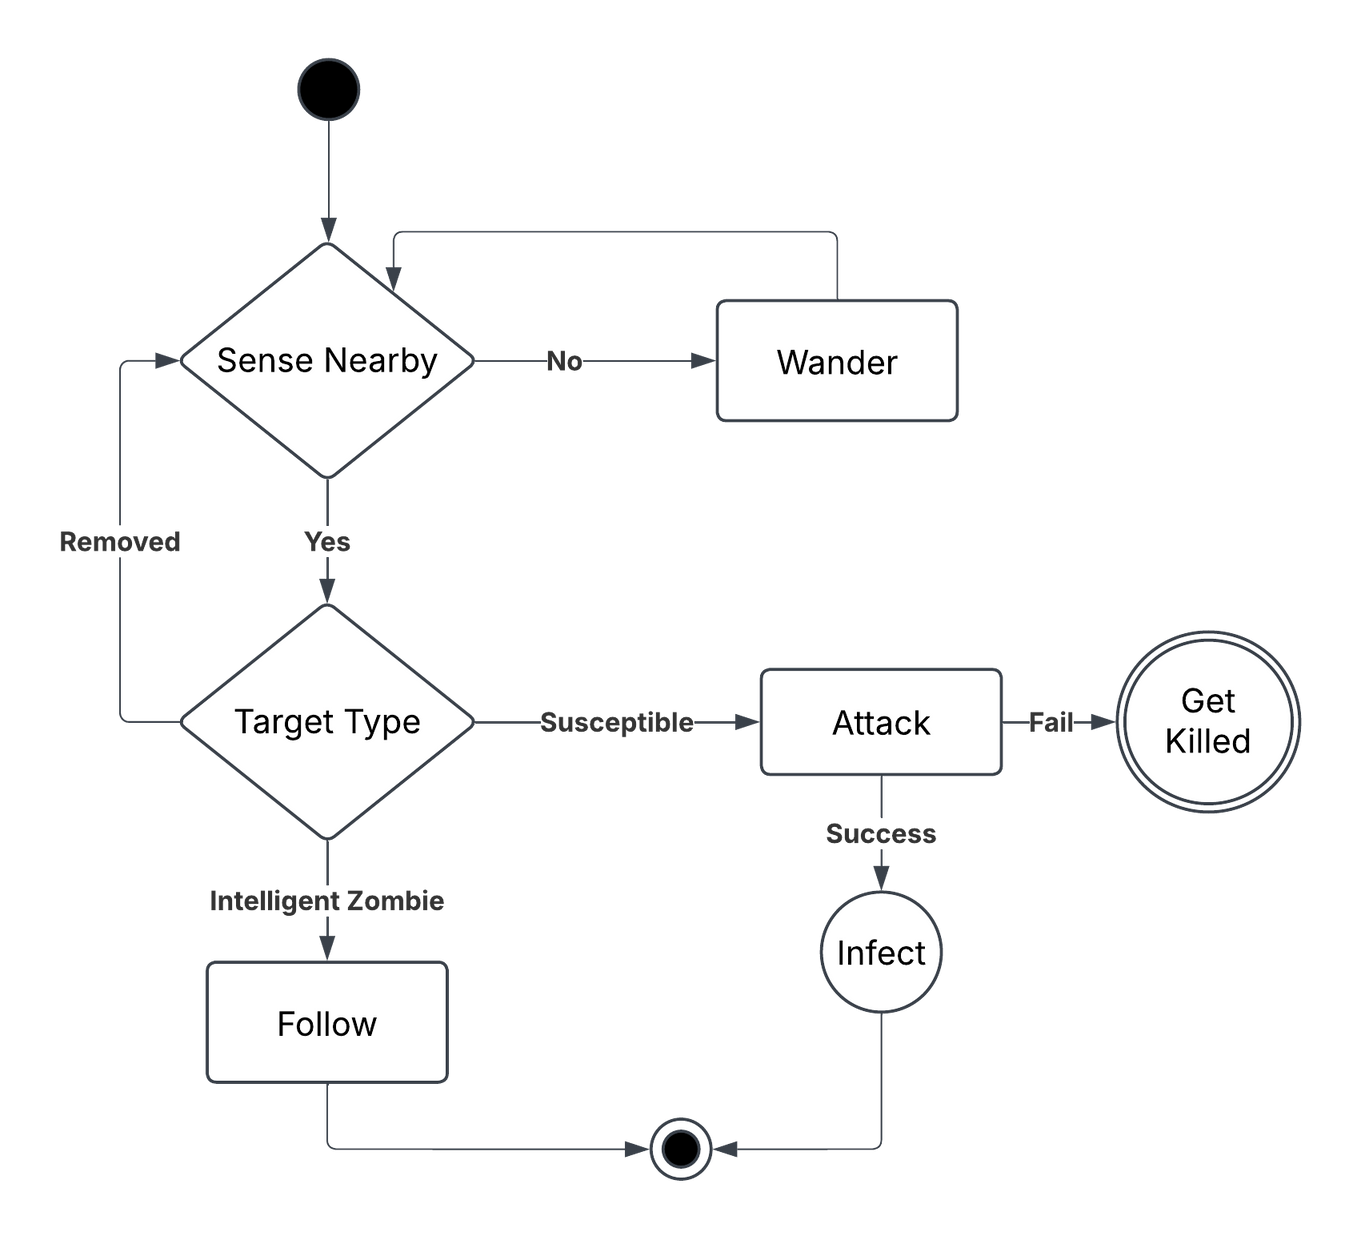 Sense Nearby
No
Wander
Removed
Yes
Target Type
Susceptible
Attack
Fail
Get
Killed
Success
Intelligent Zombie
Infect
Follow